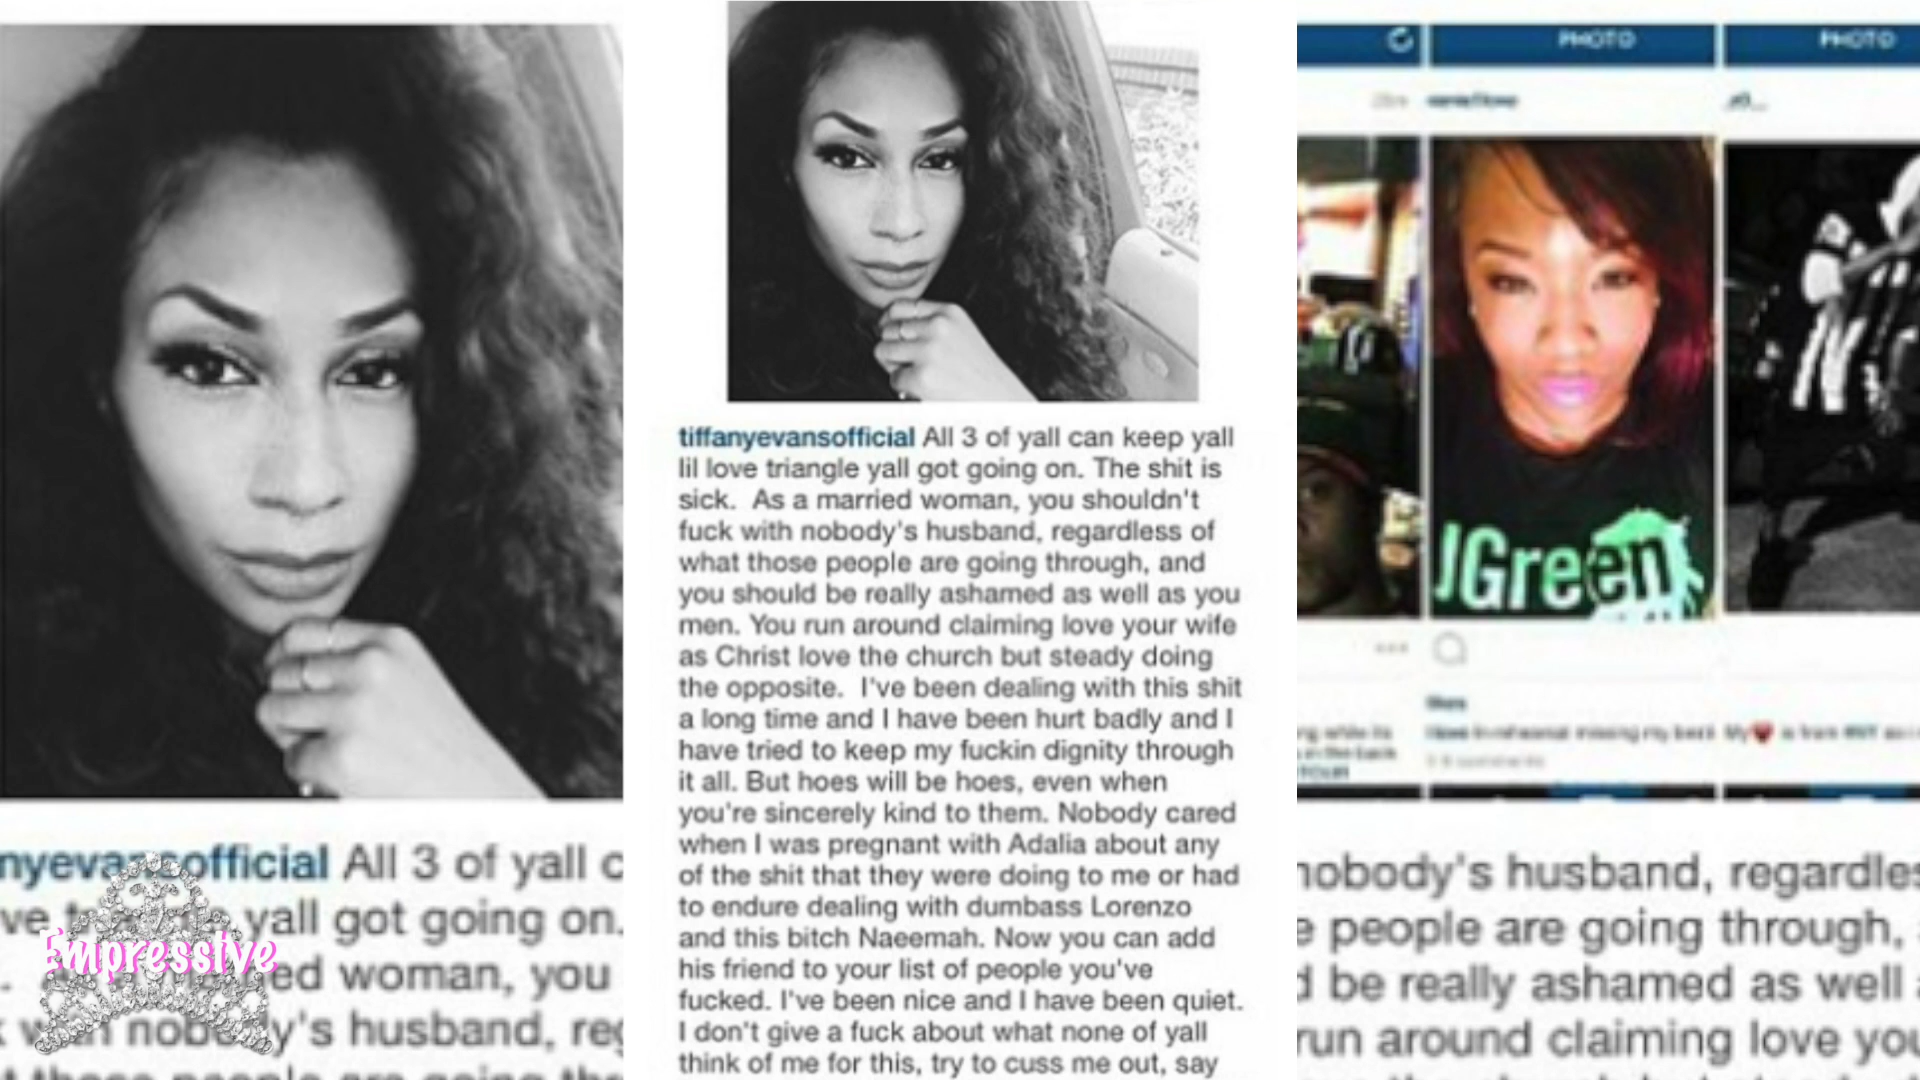 nyevansofficial All 3 of yall c
yall got going on.
Empressive
woman, you
nobody's husband, reg
tiffanyevansofficial All 3 of yall can keep yall
lil love triangle yall got going on. The shit is
sick. As a married woman, you shouldn't
fuck with nobody's husband, regardless of
what those people are going through, and
you should be really ashamed as well as you
men. You run around claiming love your wife
as Christ love the church but steady doing
the opposite. I've been dealing with this shit
a long time and I have been hurt badly and I
have tried to keep my fuckin dignity through
it all. But hoes will be hoes, even when
you're sincerely kind to them. Nobody cared
when I was pregnant with Adalia about any
of the shit that they were doing to me or had
to endure dealing with dumbass Lorenzo
and this bitch Naeemah. Now you can add
his friend to your list of people you've
fucked. I've been nice and I have been quiet.
I don't give a fuck about what none of yall
think of me for this, try to cuss me out, say
PHOTO
PHOTO
JGreen
likes
nobody's husband, regardles
e people are going through,
d be really ashamed as well
run around claiming love you